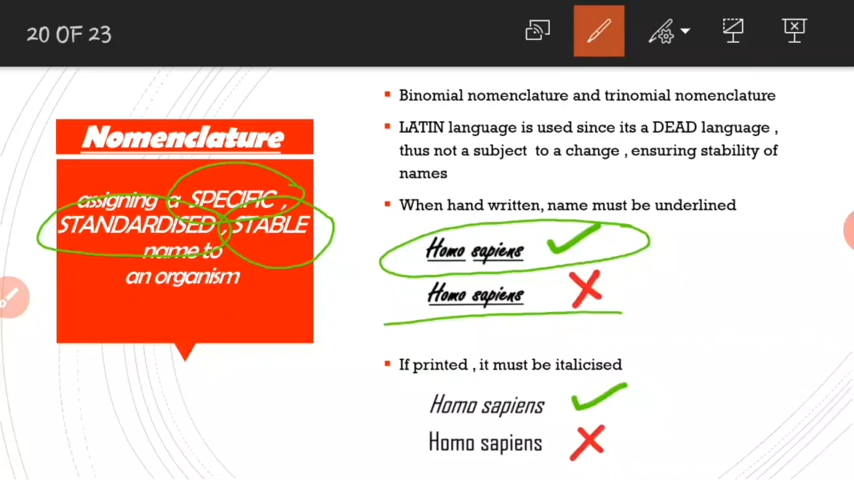 20 OF 23
Nomenclature
assigning a SPECIFIC ,
STANDARDISED , STABLE
name to
an organism
Binomial nomenclature and trinomial nomenclature
LATIN language is used since its a DEAD language ,
thus not a subject to a change , ensuring stability of
names
When hand written, name must be underlined
Homo sapiens
Homo sapiens
If printed , it must be italicised
Homo sapiens
Homo sapiens